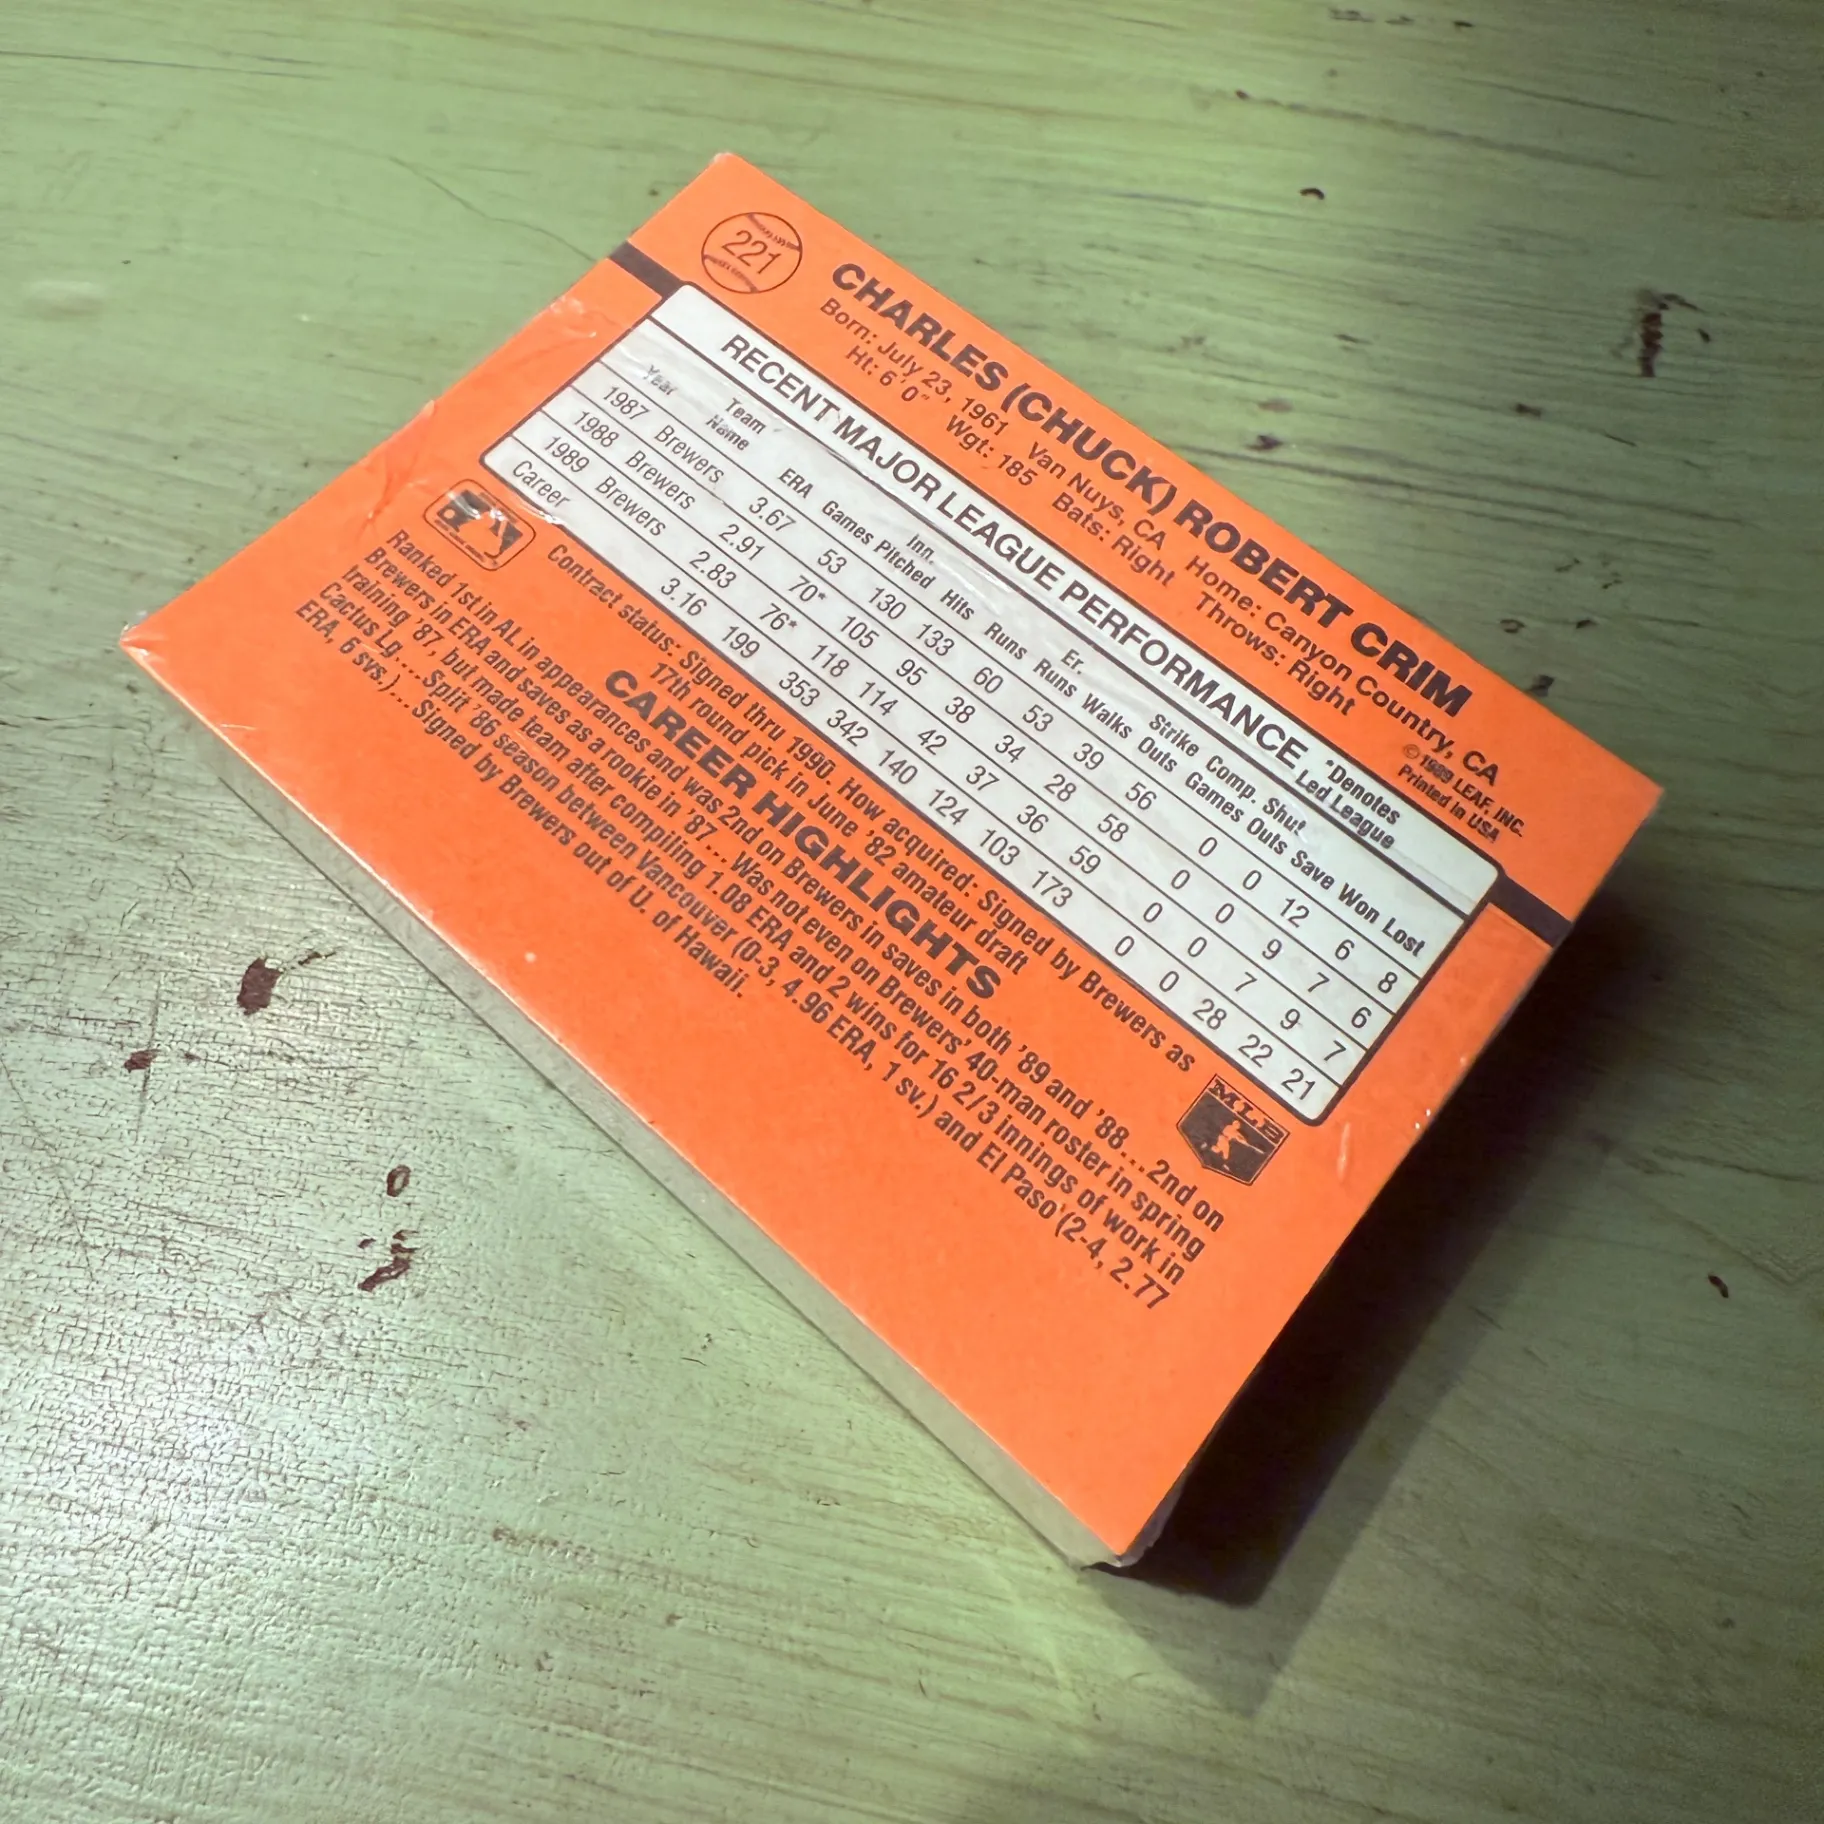 221
CHARLES (CHUCK) ROBERT CRIM
Born: July 23, 1961 Van Nuys, CA Home: Canyon Country, CA
Ht: 6'0" Wgt: 185 Bats: Right Throws: Right
© 1989 LEAF, INC.
Printed in USA
RECENT MAJOR LEAGUE PERFORMANCE *Denotes Led League
Year Team Name ERA Games Inn. Pitched Hits Runs Er. Runs Walks Strike Outs Comp. Games Shut Outs Save Won Lost
1987 Brewers 3.67 53 130 133 60 53 39 56 0 0 12 6 8
1988 Brewers 2.91 70* 105 95 38 34 28 58 0 0 9 7 6
1989 Brewers 2.83 76* 118 114 42 37 36 59 0 0 7 9 7
Career 3.16 199 353 342 140 124 103 173 0 0 28 22 21
Contract status: Signed thru 1990. How acquired: Signed by Brewers as
17th round pick in June '82 amateur draft
MLB
CAREER HIGHLIGHTS
Ranked 1st in AL in appearances and was 2nd on Brewers in saves in both '89 and '88...2nd on
Brewers in ERA and saves as a rookie in '87...Was not even on Brewers' 40-man roster in spring
training '87, but made team after compiling 1.08 ERA and 2 wins for 16 2/3 innings of work in
Cactus Lg....Split '86 season between Vancouver (0-3, 4.96 ERA, 1 sv.) and El Paso (2-4, 2.77
ERA, 6 svs.)...Signed by Brewers out of U. of Hawaii.